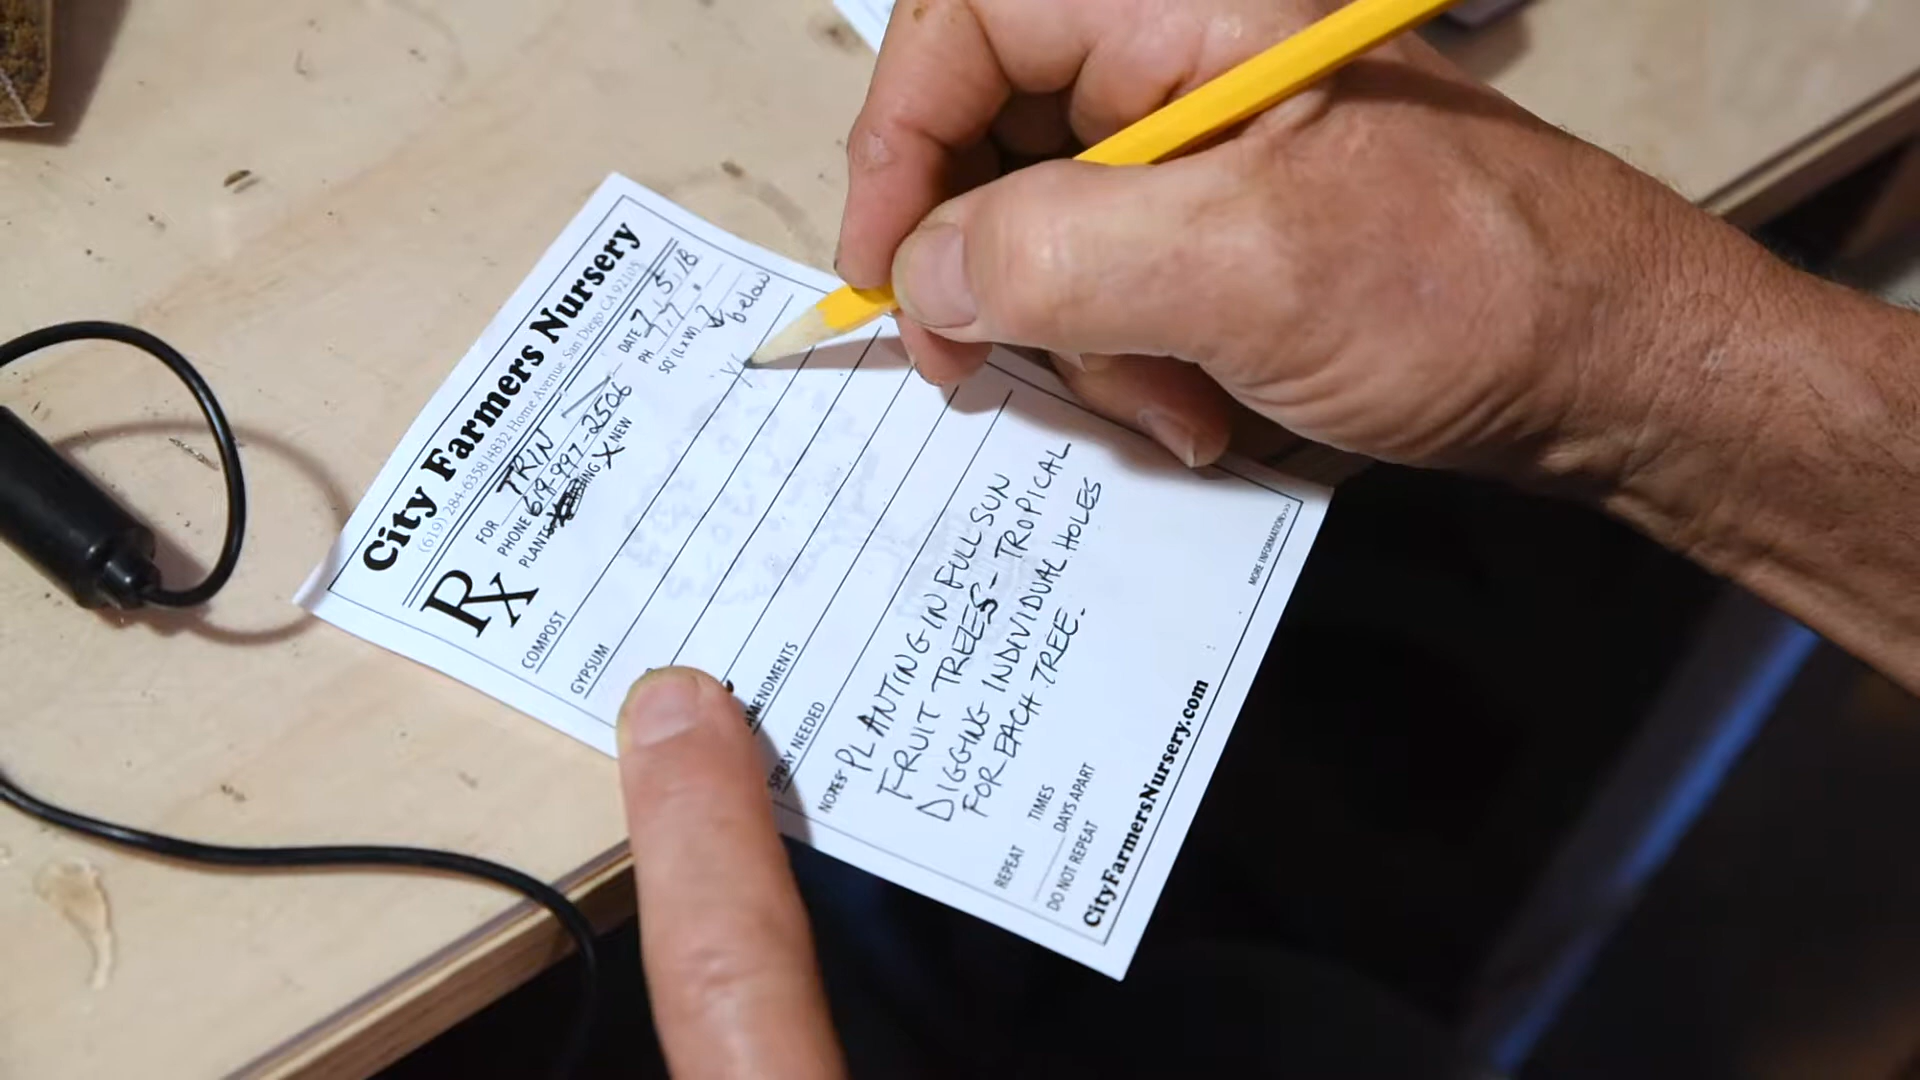 City Farmers Nursery
(619) 284-6358 | 4832 Home Avenue, San Diego CA 92105
FOR TRIN
DATE 7.5.18
PHONE 619-997-2506
PH 7.7
PLANTS X NEW
SQ' (L x W) ? below
Rx
COMPOST
GYPSUM
AMENDMENTS
SPRAY NEEDED
NOTES PLANTING IN FULL SUN
FRUIT TREES - TROPICAL
DIGGING INDIVIDUAL HOLES
FOR EACH TREE.
REPEAT TIMES
DAYS APART
DO NOT REPEAT
CityFarmersNursery.com
MORE INFORMATION>>>